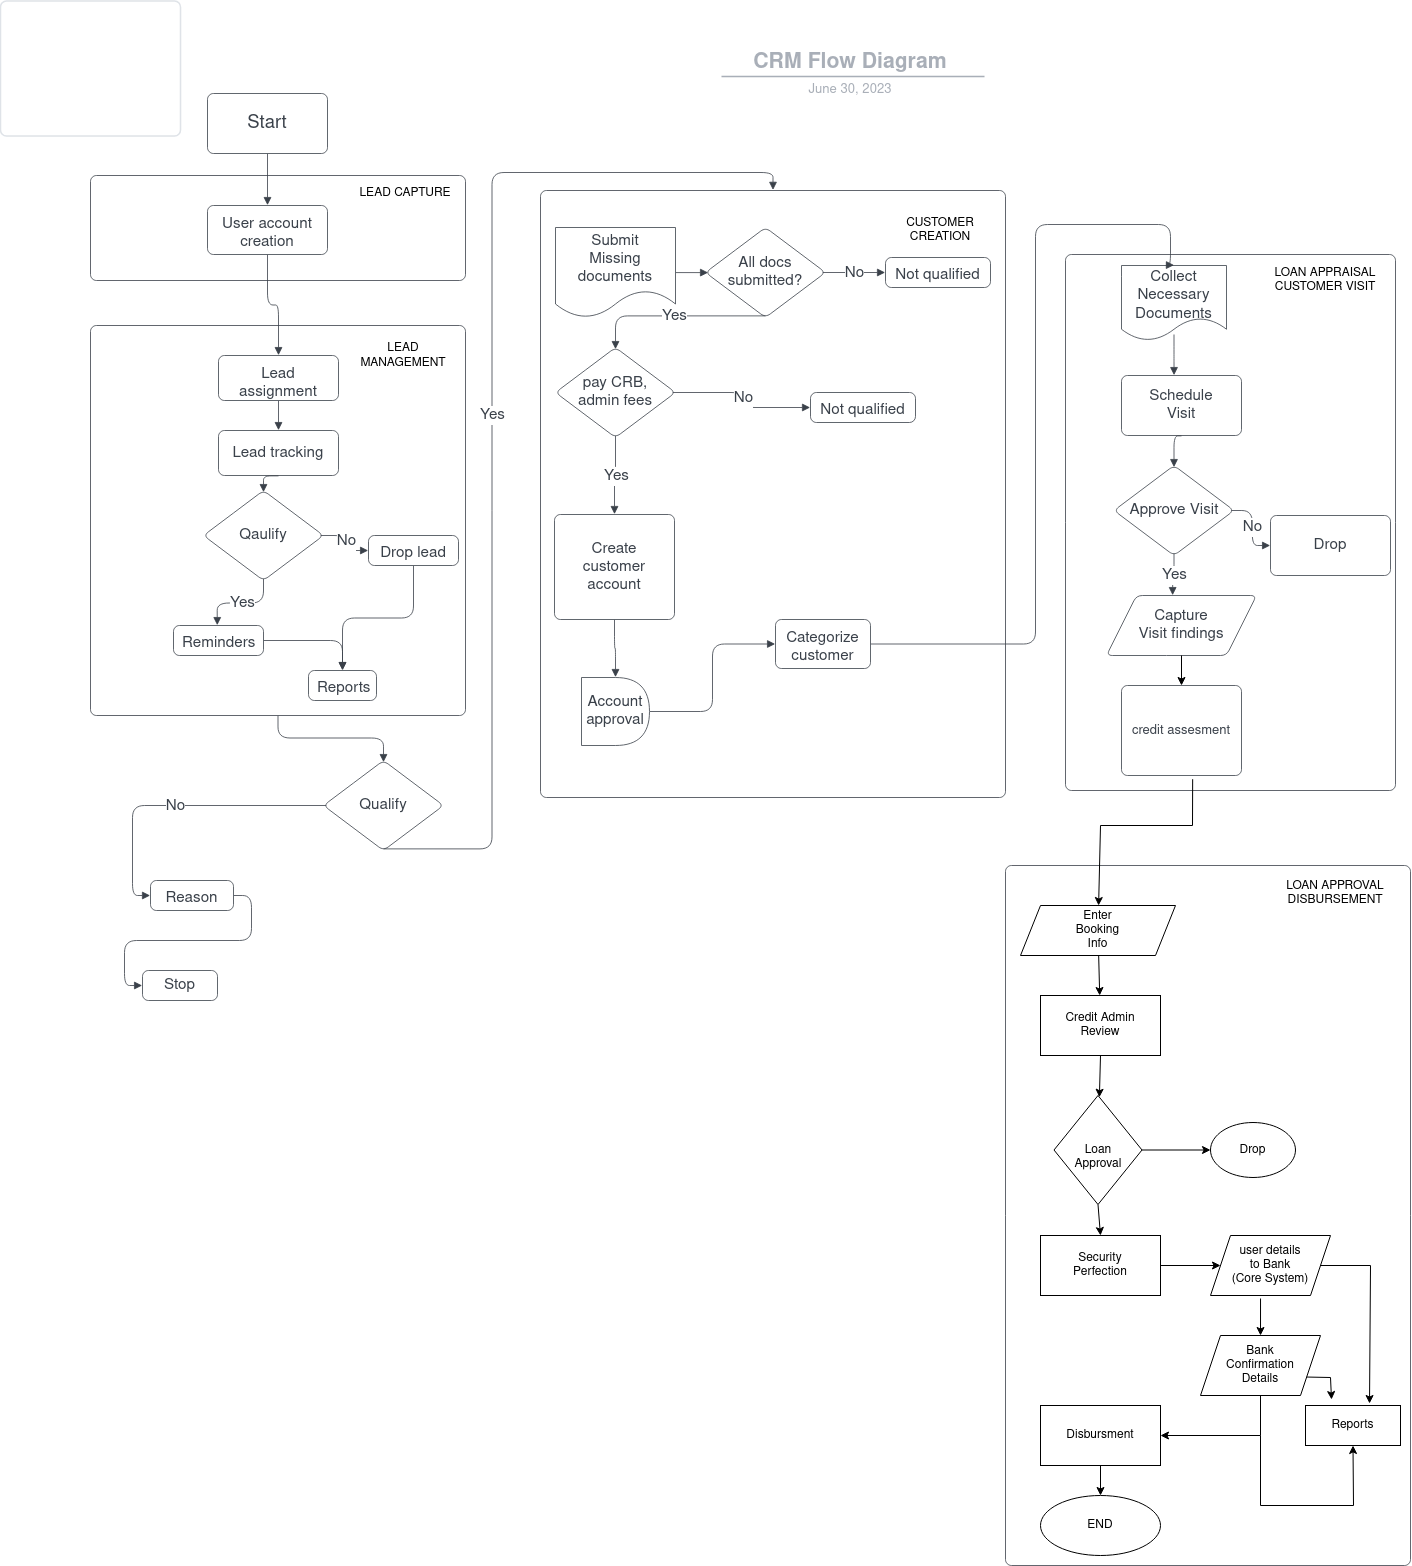 CRM Flow Diagram
June 30, 2023
Start
LEAD CAPTURE
User account
creation
LEAD
MANAGEMENT
Lead
assignment
Lead tracking
Qaulify
No
Drop lead
Yes
Reminders
Reports
Qualify
No
Reason
Stop
Yes
CUSTOMER
CREATION
Submit
Missing
documents
All docs
submitted?
No
Not qualified
Yes
pay CRB,
admin fees
No
Not qualified
Yes
Create
customer
account
Account
approval
Categorize
customer
LOAN APPRAISAL
CUSTOMER VISIT
Collect
Necessary
Documents
Schedule
Visit
Approve Visit
No
Drop
Yes
Capture
Visit findings
credit assesment
LOAN APPROVAL
DISBURSEMENT
Enter
Booking
Info
Credit Admin
Review
Loan
Approval
Drop
Security
Perfection
user details
to Bank
(Core System)
Bank
Confirmation
Details
Reports
Disbursment
END